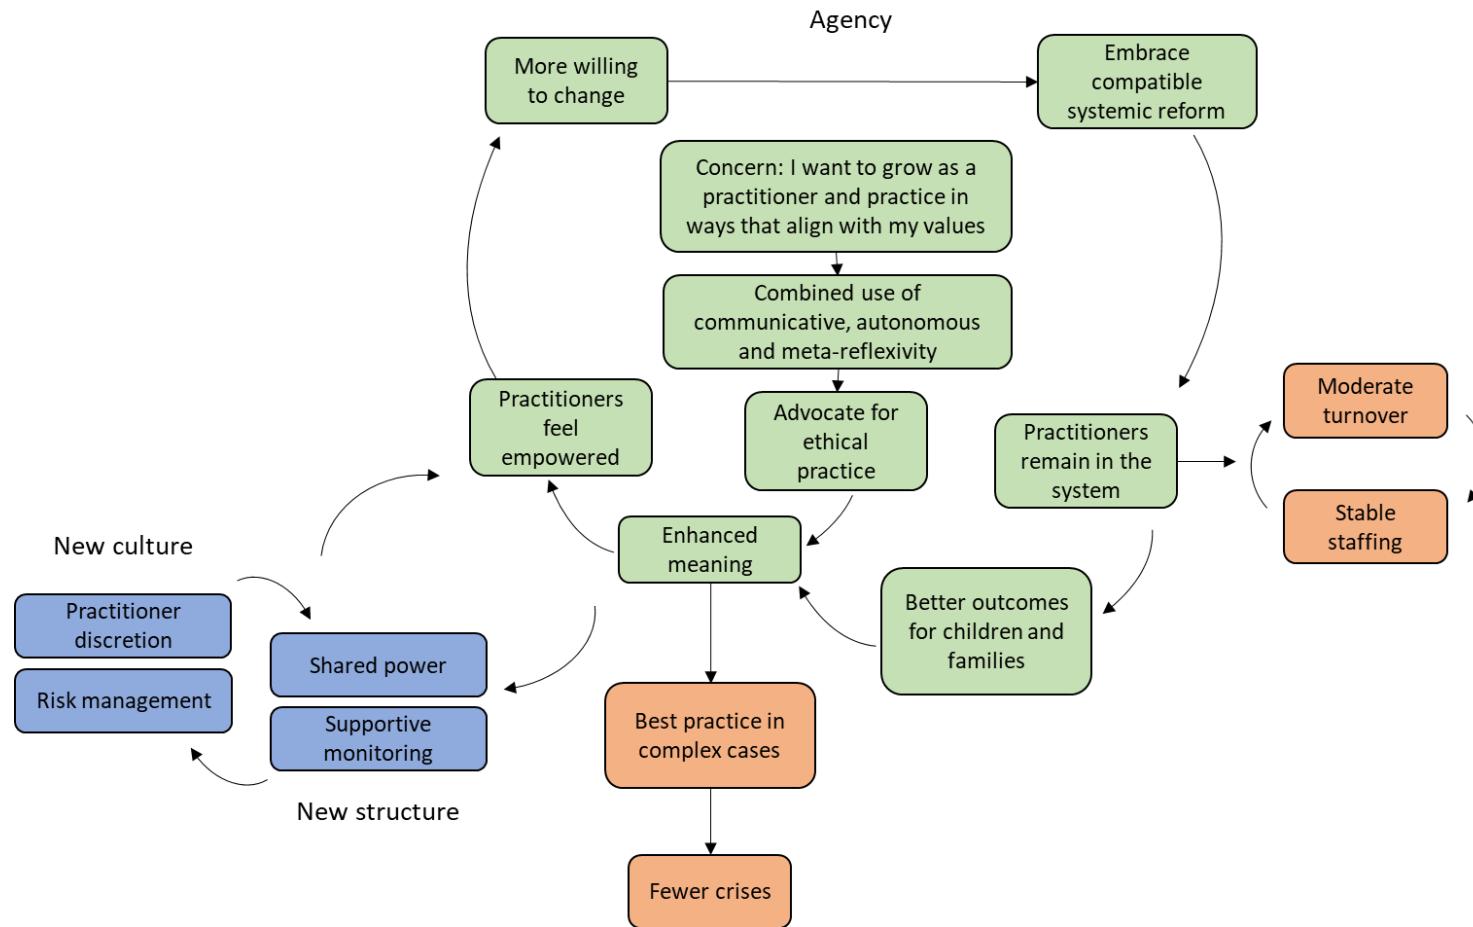 Agency
More willing
to change
Embrace
compatible
systemic reform
Concern: I want to grow as a
practitioner and practice in
ways that align with my values
Combined use of
communicative, autonomous
and meta-reflexivity
Practitioners
feel
empowered
Advocate for
ethical
practice
Practitioners
remain in the
system
Moderate
turnover
Stable
staffing
Enhanced
meaning
New culture
Practitioner
discretion
Risk management
Shared power
Supportive
monitoring
New structure
Better outcomes
for children and
families
Best practice in
complex cases
Fewer crises